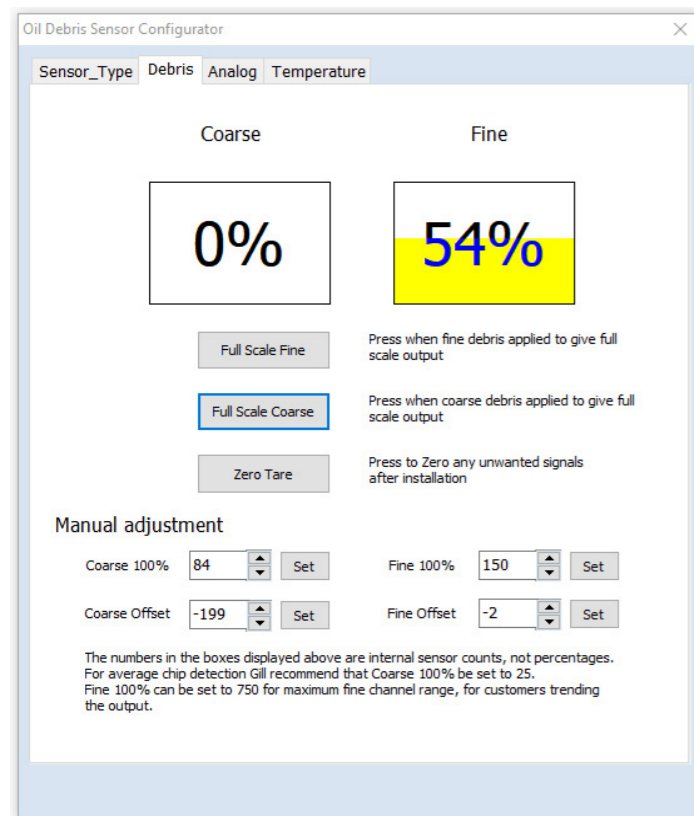 Oil Debris Sensor Configurator
Sensor_Type Debris Analog Temperature
Coarse Fine
0% 54%
Full Scale Fine Press when fine debris applied to give full
scale output
Full Scale Coarse Press when coarse debris applied to give full
scale output
Zero Tare Press to Zero any unwanted signals
after installation
Manual adjustment
Coarse 100% 84 Set Fine 100% 150 Set
Coarse Offset -199 Set Fine Offset -2 Set
The numbers in the boxes displayed above are internal sensor counts, not percentages.
For average chip detection Gill recommend that Coarse 100% be set to 25.
Fine 100% can be set to 750 for maximum fine channel range, for customers trending
the output.